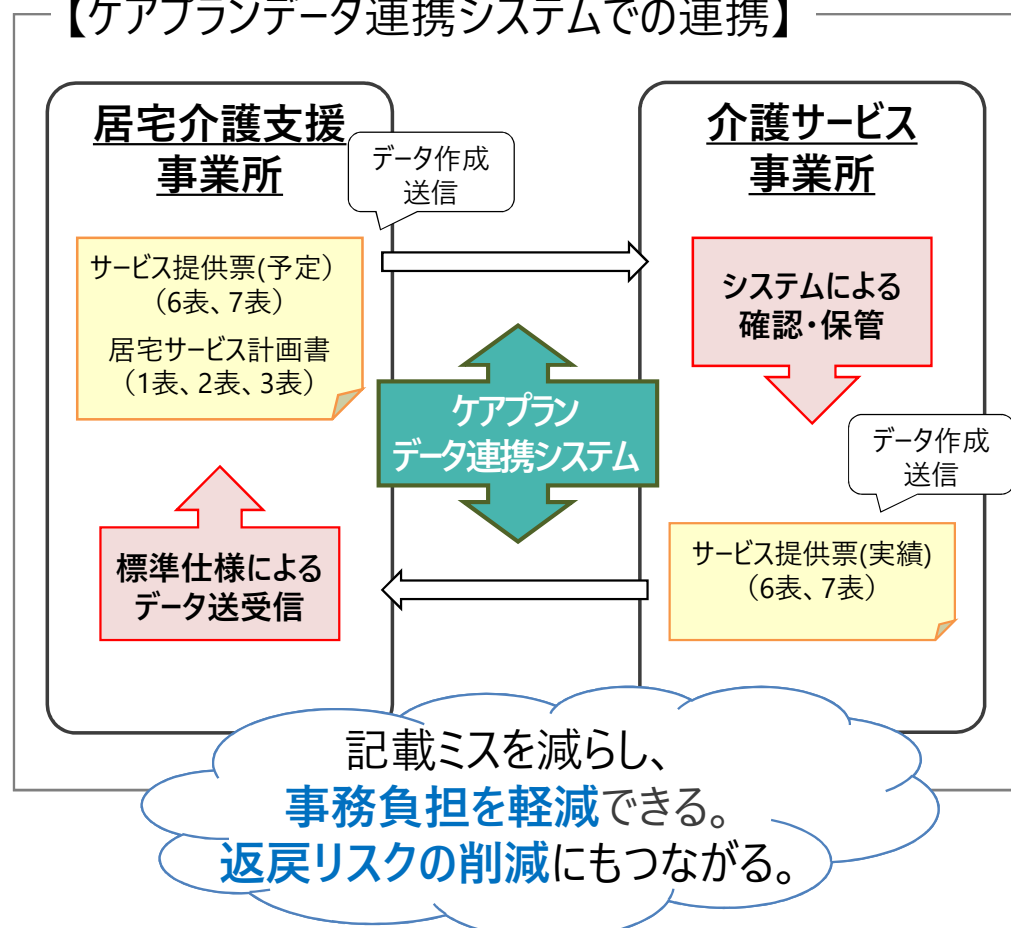 【ケアプランデータ連携システムでの連携】
居宅介護支援
事業所
データ作成
送信
サービス提供票(予定）
（6表、7表）
居宅サービス計画書
（1表、2表、3表）
標準仕様による
データ送受信
ケアプラン
データ連携システム
介護サービス
事業所
システムによる
確認・保管
データ作成
送信
サービス提供票(実績)
（6表、7表）
記載ミスを減らし、
事務負担を軽減できる。
返戻リスクの削減にもつながる。